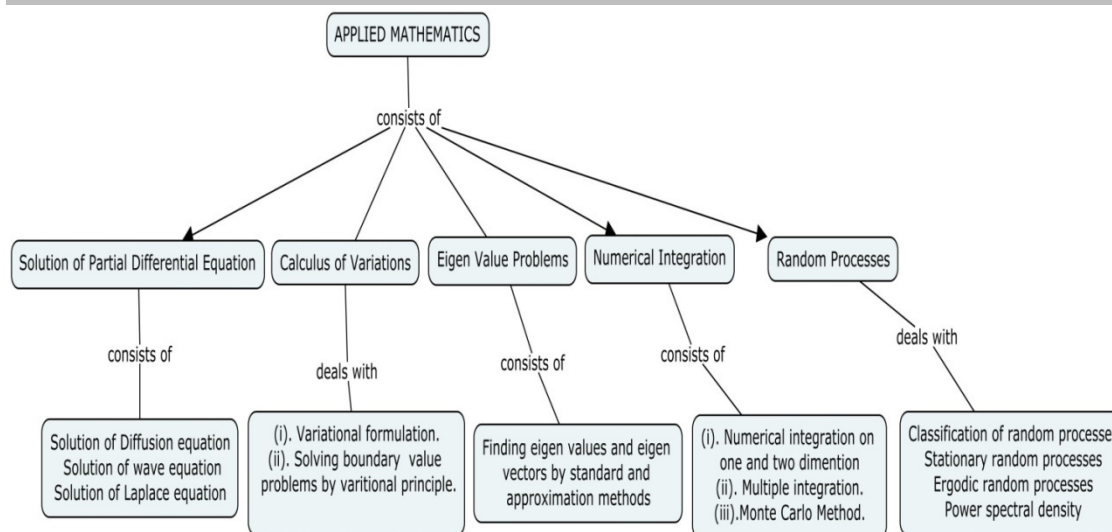 APPLIED MATHEMATICS
consists of
Solution of Partial Differential Equation
Calculus of Variations
Eigen Value Problems
Numerical Integration
Random Processes
consists of
deals with
consists of
consists of
deals with
Solution of Diffusion equation
Solution of wave equation
Solution of Laplace equation
(i). Variational formulation.
(ii). Solving boundary value
problems by varitional principle.
Finding eigen values and eigen
vectors by standard and
approximation methods
(i). Numerical integration on
one and two dimention
(ii). Multiple integration.
(iii).Monte Carlo Method.
Classification of random processe
Stationary random processes
Ergodic random processes
Power spectral density